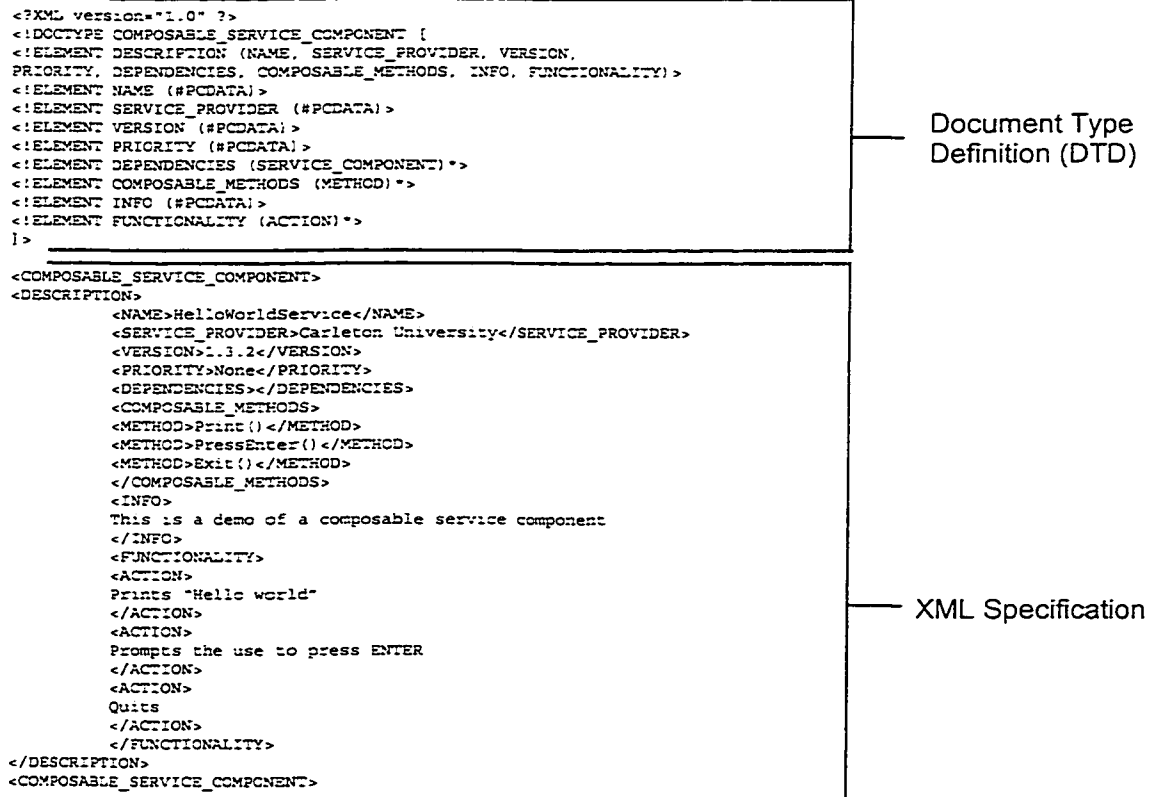 <?XML version="1.0" ?>
<!DOCTYPE COMPOSABLE_SERVICE_COMPONENT [
<!ELEMENT DESCRIPTION (NAME, SERVICE_PROVIDER, VERSION,
PRIORITY, DEPENDENCIES, COMPOSABLE_METHODS, INFO, FUNCTIONALITY)>
<!ELEMENT NAME (#PCDATA)>
<!ELEMENT SERVICE_PROVIDER (#PCDATA)>
<!ELEMENT VERSION (#PCDATA)>
<!ELEMENT PRIORITY (#PCDATA)>
<!ELEMENT DEPENDENCIES (SERVICE_COMPONENT)*>
<!ELEMENT COMPOSABLE_METHODS (METHOD)*>
<!ELEMENT INFO (#PCDATA)>
<!ELEMENT FUNCTIONALITY (ACTION)*>
]>
Document Type
Definition (DTD)
<COMPOSABLE_SERVICE_COMPONENT>
<DESCRIPTION>
<NAME>HelloWorldService</NAME>
<SERVICE_PROVIDER>Carleton University</SERVICE_PROVIDER>
<VERSION>1.3.2</VERSION>
<PRIORITY>None</PRIORITY>
<DEPENDENCIES></DEPENDENCIES>
<COMPOSABLE_METHODS>
<METHOD>Print()</METHOD>
<METHOD>PressEnter()</METHOD>
<METHOD>Exit()</METHOD>
</COMPOSABLE_METHODS>
<INFO>
This is a demo of a composable service component
</INFO>
<FUNCTIONALITY>
<ACTION>
Prints "Hello world"
</ACTION>
<ACTION>
Prompts the use to press ENTER
</ACTION>
<ACTION>
Quits
</ACTION>
</FUNCTIONALITY>
</DESCRIPTION>
<COMPOSABLE_SERVICE_COMPONENT>
XML Specification